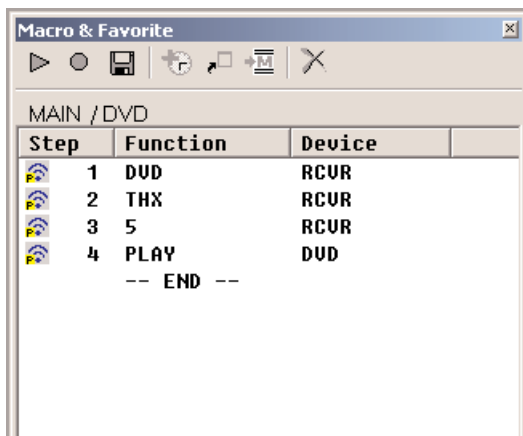 Macro & Favorite
MAIN / DVD
Step Function Device
P 1 DVD RCVR
P 2 THX RCVR
P 3 5 RCVR
P 4 PLAY DVD
-- END --